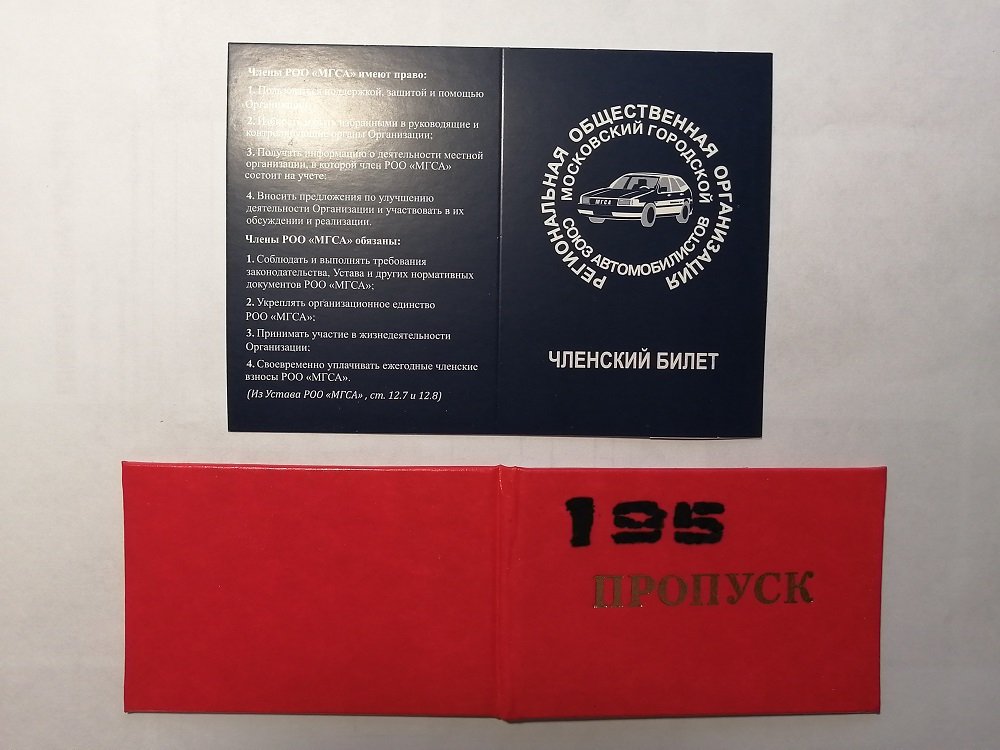 Члены РОО «МГСА» имеют право:
1. Пользоваться поддержкой, зашитой и помощью
Организации;
2. Избирать и быть избранными в руководящие и
контролирующие органы Организации;
3. Получать информацию о деятельности местной
организации, в которой член РОО «МГСА»
состоит на учете;
4. Вносить предложения по улучшению
деятельности Организации и участвовать в их
обсуждении и реализации.
Члены РОО «МГСА» обязаны:
1. Соблюдать и выполнять требования
законодательства, Устава и других нормативных
документов РОО «МГСА»;
2. Укреплять организационное единство
РОО «МГСА»;
3. Принимать участие в жизнедеятельности
Организации;
4. Своевременно уплачивать ежегодные членские
взносы РОО «МГСА».
(Из Устава РОО «МГСА» , ст. 12.7 и 12.8)
РЕГИОНАЛЬНАЯ ОБЩЕСТВЕННАЯ ОРГАНИЗАЦИЯ
МОСКОВСКИЙ ГОРОДСКОЙ
МГСА
СОЮЗ АВТОМОБИЛИСТОВ
ЧЛЕНСКИЙ БИЛЕТ
195
ПРОПУСК